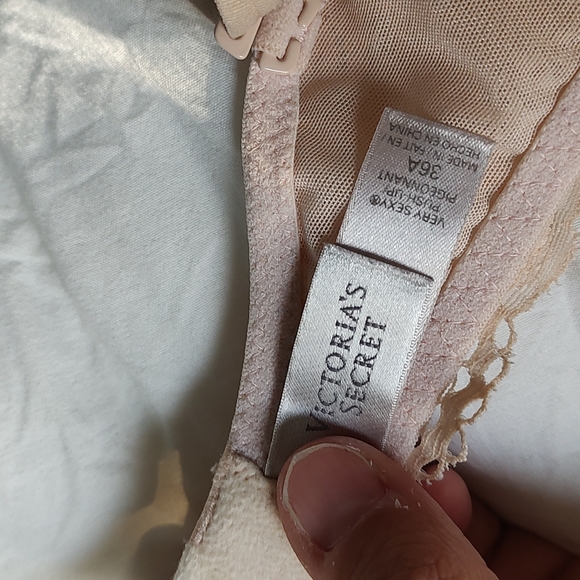 VICTORIA'S
SECRET
VERY SEXY®
PUSH-UP/
PIGEONNANT
36A
MADE IN/FAIT EN/
HECHO EN CHINA